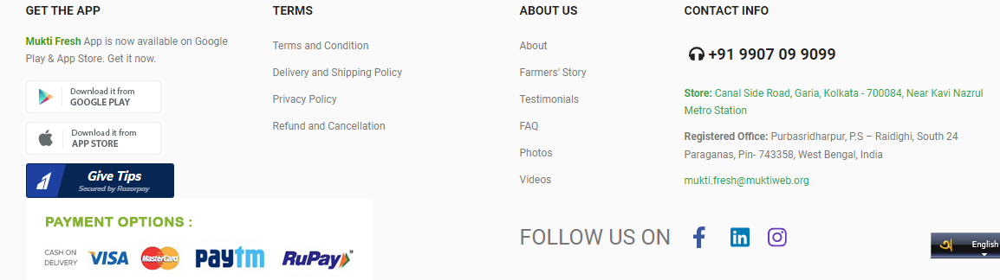 GET THE APP
Mukti Fresh App is now available on Google
Play & App Store. Get it now.
Download it from
GOOGLE PLAY
Download it from
APP STORE
Give Tips
Secured by Razorpay
PAYMENT OPTIONS :
CASH ON
DELIVERY
VISA
MasterCard
Paytm
RuPay
TERMS
Terms and Condition
Delivery and Shipping Policy
Privacy Policy
Refund and Cancellation
ABOUT US
About
Farmers' Story
Testimonials
FAQ
Photos
Videos
CONTACT INFO
+91 9907 09 9099
Store: Canal Side Road, Garia, Kolkata - 700084, Near Kavi Nazrul
Metro Station
Registered Office: Purbasridharpur, P.S – Raidighi, South 24
Paraganas, Pin- 743358, West Bengal, India
mukti.fresh@muktiweb.org
FOLLOW US ON
अ English